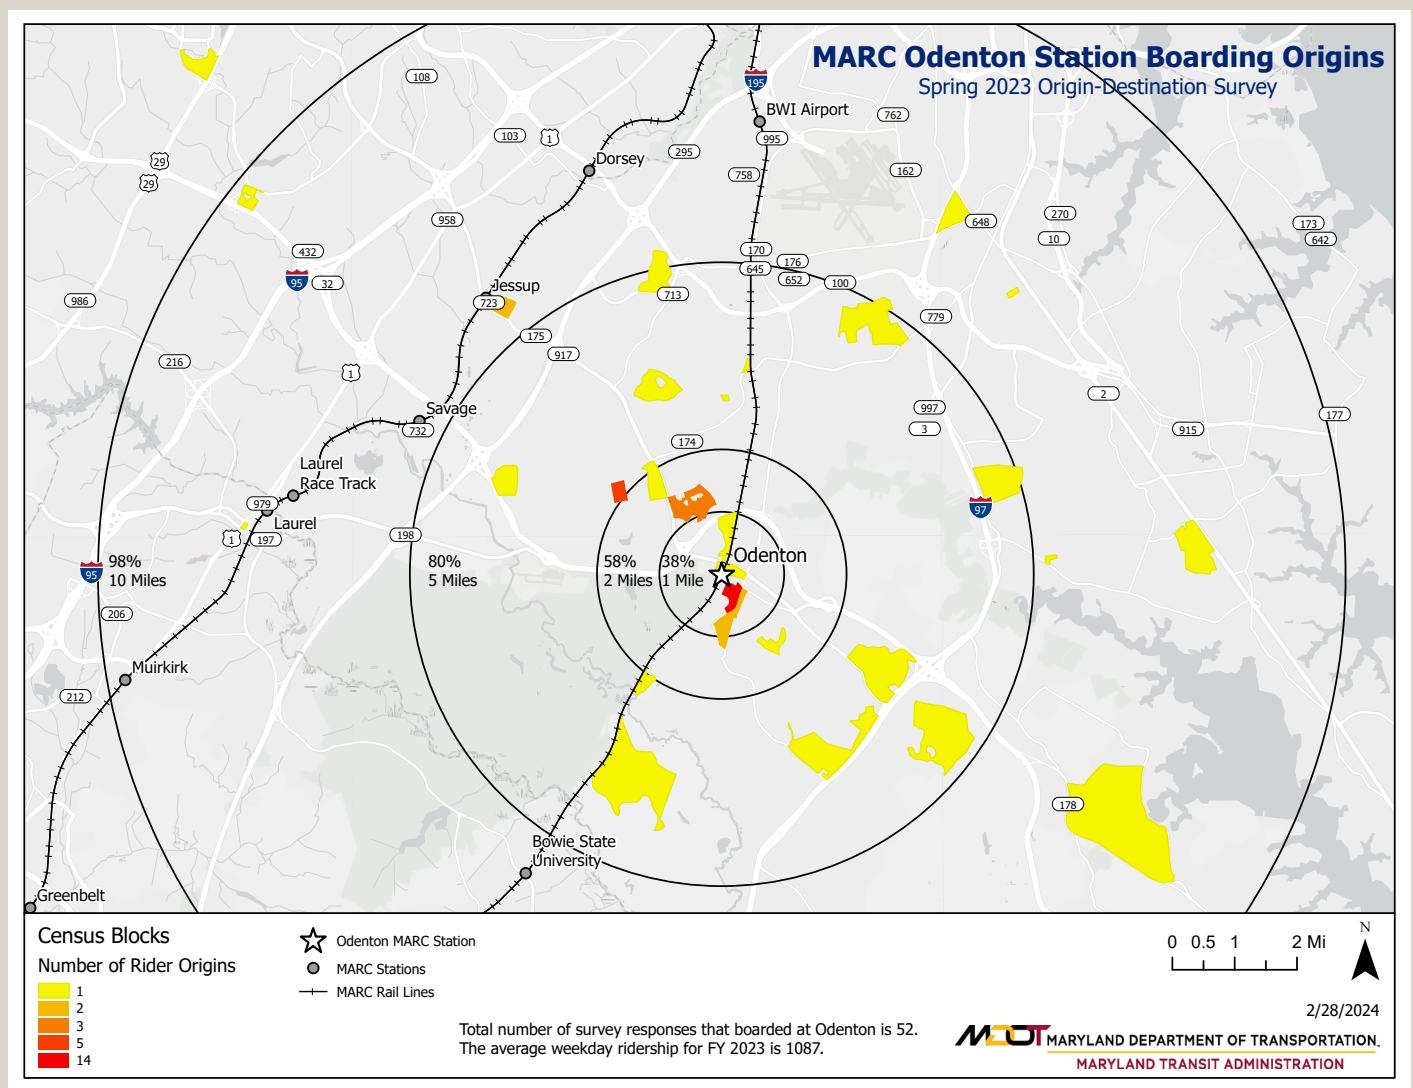 MARC Odenton Station Boarding Origins
Spring 2023 Origin-Destination Survey
195
BWI Airport
108
762
103
1
995
29
29
Dorsey
295
758
162
958
648
270
10
173
642
432
95
32
170
645
176
652
100
986
Jessup
723
713
175
917
779
216
1
2
Savage
732
997
3
177
915
174
Laurel
Race Track
979
Laurel
1
197
198
97
Odenton
98%
10 Miles
80%
5 Miles
58%
2 Miles
38%
1 Mile
95
206
Muirkirk
212
178
Bowie State
University
Greenbelt
Census Blocks
Number of Rider Origins
1
2
3
5
14
Odenton MARC Station
MARC Stations
MARC Rail Lines
Total number of survey responses that boarded at Odenton is 52.
The average weekday ridership for FY 2023 is 1087.
0 0.5 1 2 Mi
N
2/28/2024
MDOT MARYLAND DEPARTMENT OF TRANSPORTATION.
MARYLAND TRANSIT ADMINISTRATION